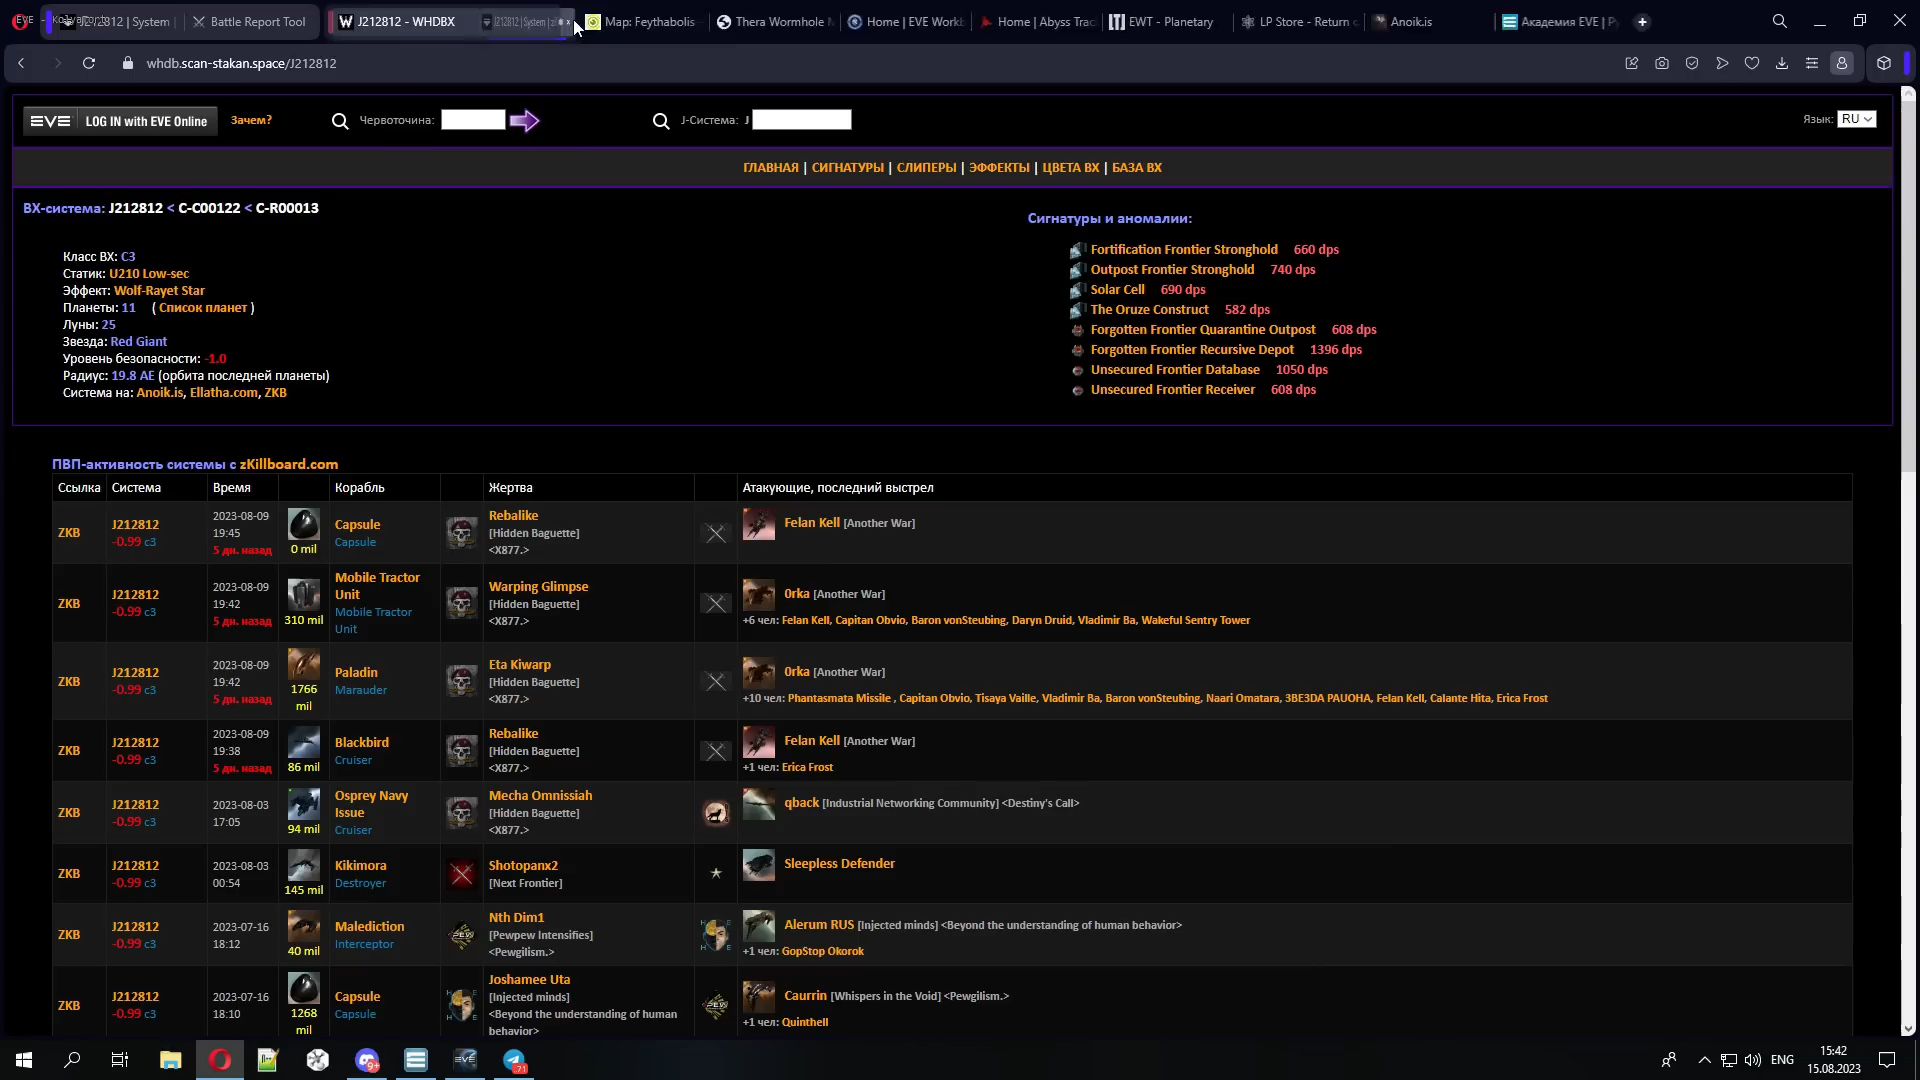 Battle Report Tool
J212812 - WHDBX
Map: Feythabolis
Thera Wormhole
Home | EVE Workb
Home | Abyss Trac
EWT - Planetary
LP Store - Return
Anoik.is
Академия EVE |
whdb.scan-stakan.space/J212812
EVE LOG IN with EVE Online
Зачем?
Червоточина:
J-Система: J
Язык: RU
ГЛАВНАЯ | СИГНАТУРЫ | СЛИПЕРЫ | ЭФФЕКТЫ | ЦВЕТА ВХ | БАЗА ВХ
ВХ-система: J212812 < C-C00122 < C-R00013
Класс ВХ: C3
Статик: U210 Low-sec
Эффект: Wolf-Rayet Star
Планеты: 11 ( Список планет )
Луны: 25
Звезда: Red Giant
Уровень безопасности: -1.0
Радиус: 19.8 AE (орбита последней планеты)
Система на: Anoik.is, Ellatha.com, ZKB
Сигнатуры и аномалии:
Fortification Frontier Stronghold 660 dps
Outpost Frontier Stronghold 740 dps
Solar Cell 690 dps
The Oruze Construct 582 dps
Forgotten Frontier Quarantine Outpost 608 dps
Forgotten Frontier Recursive Depot 1396 dps
Unsecured Frontier Database 1050 dps
Unsecured Frontier Receiver 608 dps
ПВП-активность системы с zKillboard.com
Ссылка Система Время Корабль Жертва Атакующие, последний выстрел
ZKB
J212812
-0.99 c3
2023-08-09
19:45
5 дн. назад
0 mil
Capsule
Capsule
Rebalike
[Hidden Baguette]
<X877.>
Felan Kell [Another War]
ZKB
J212812
-0.99 c3
2023-08-09
19:42
5 дн. назад
310 mil
Mobile Tractor
Unit
Mobile Tractor
Unit
Warping Glimpse
[Hidden Baguette]
<X877.>
0rka [Another War]
+6 чел: Felan Kell, Capitan Obvio, Baron vonSteubing, Daryn Druid, Vladimir Ba, Wakeful Sentry Tower
ZKB
J212812
-0.99 c3
2023-08-09
19:42
5 дн. назад
1766
mil
Paladin
Marauder
Eta Kiwarp
[Hidden Baguette]
<X877.>
0rka [Another War]
+10 чел: Phantasmata Missile , Capitan Obvio, Tisaya Vaille, Vladimir Ba, Baron vonSteubing, Naari Omatara, 3BE3DA PAUOHA, Felan Kell, Calante Hita, Erica Frost
ZKB
J212812
-0.99 c3
2023-08-09
19:38
5 дн. назад
86 mil
Blackbird
Cruiser
Rebalike
[Hidden Baguette]
<X877.>
Felan Kell [Another War]
+1 чел: Erica Frost
ZKB
J212812
-0.99 c3
2023-08-03
17:05
94 mil
Osprey Navy
Issue
Cruiser
Mecha Omnissiah
[Hidden Baguette]
<X877.>
qback [Industrial Networking Community] <Destiny's Call>
ZKB
J212812
-0.99 c3
2023-08-03
00:54
145 mil
Kikimora
Destroyer
Shotopanx2
[Next Frontier]
Sleepless Defender
ZKB
J212812
-0.99 c3
2023-07-16
18:12
40 mil
Malediction
Interceptor
Nth Dim1
[Pewpew Intensifies]
<Pewgilism.>
Alerum RUS [Injected minds] <Beyond the understanding of human behavior>
+1 чел: GopStop Okorok
ZKB
J212812
-0.99 c3
2023-07-16
18:10
1268
mil
Capsule
Capsule
Joshamee Uta
[Injected minds]
<Beyond the understanding of human
behavior>
Caurrin [Whispers in the Void] <Pewgilism.>
+1 чел: Quinthell
ENG
15:42
15.08.2023